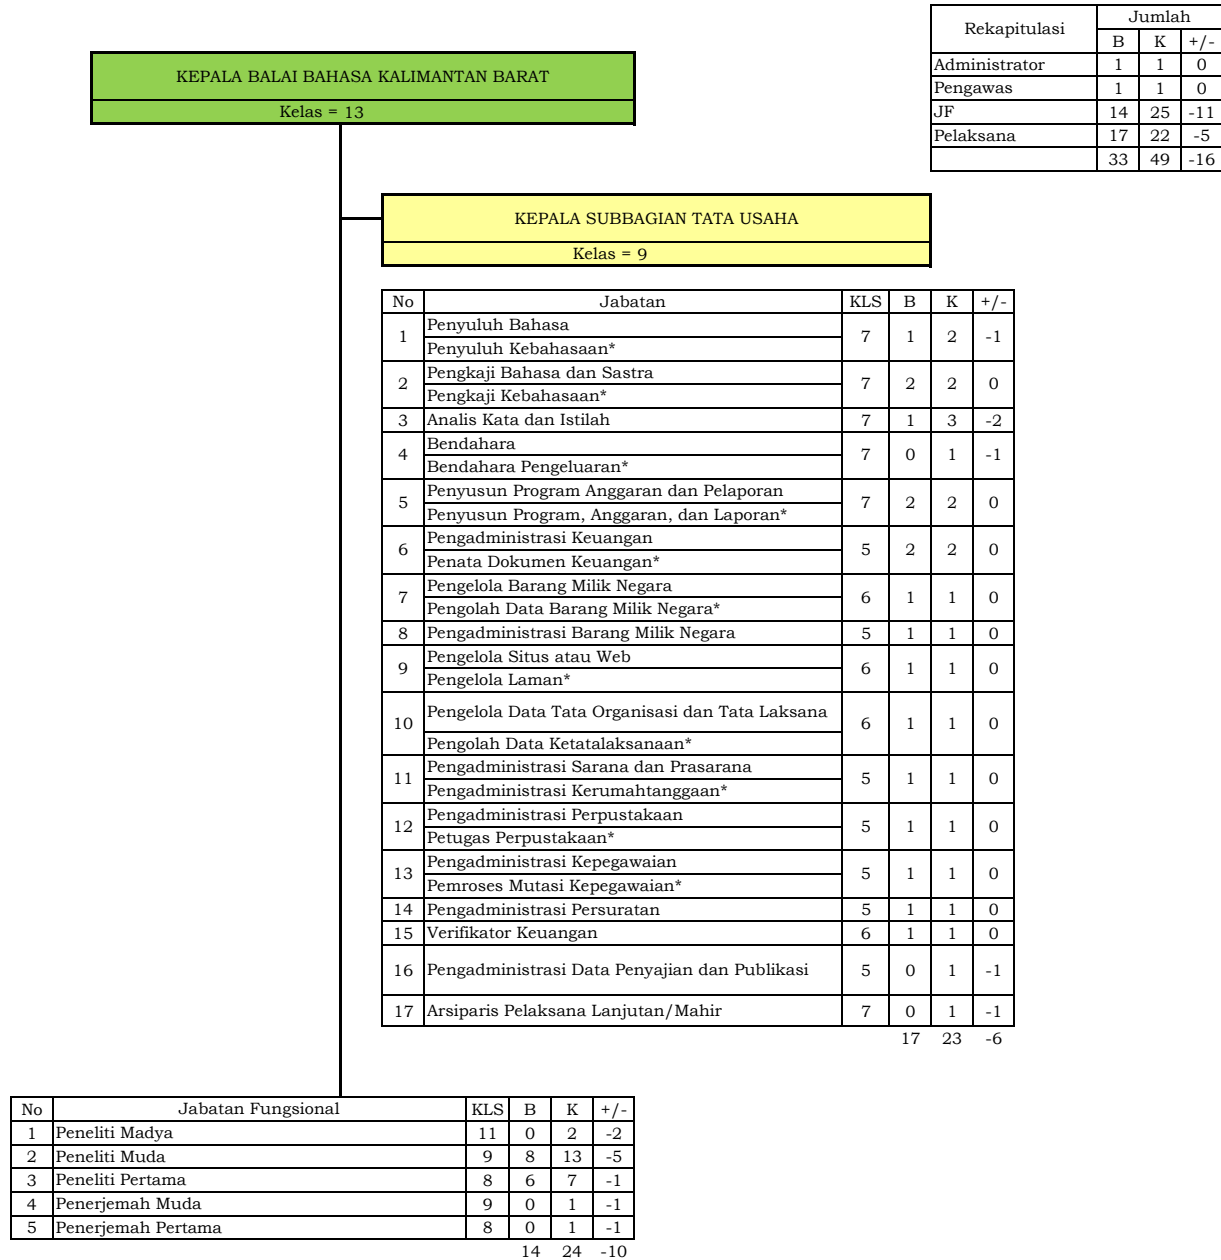 Rekapitulasi Jumlah
B K +/-
Administrator 1 1 0
Pengawas 1 1 0
JF 14 25 -11
Pelaksana 17 22 -5
33 49 -16
KEPALA BALAI BAHASA KALIMANTAN BARAT
Kelas = 13
KEPALA SUBBAGIAN TATA USAHA
Kelas = 9
No Jabatan KLS B K +/-
1 Penyuluh Bahasa 7 1 2 -1
Penyuluh Kebahasaan*
2 Pengkaji Bahasa dan Sastra 7 2 2 0
Pengkaji Kebahasaan*
3 Analis Kata dan Istilah 7 1 3 -2
4 Bendahara 7 0 1 -1
Bendahara Pengeluaran*
5 Penyusun Program Anggaran dan Pelaporan 7 2 2 0
Penyusun Program, Anggaran, dan Laporan*
6 Pengadministrasi Keuangan 5 2 2 0
Penata Dokumen Keuangan*
7 Pengelola Barang Milik Negara 6 1 1 0
Pengolah Data Barang Milik Negara*
8 Pengadministrasi Barang Milik Negara 5 1 1 0
9 Pengelola Situs atau Web 6 1 1 0
Pengelola Laman*
10 Pengelola Data Tata Organisasi dan Tata Laksana 6 1 1 0
Pengolah Data Ketatalaksanaan*
11 Pengadministrasi Sarana dan Prasarana 5 1 1 0
Pengadministrasi Kerumahtanggaan*
12 Pengadministrasi Perpustakaan 5 1 1 0
Petugas Perpustakaan*
13 Pengadministrasi Kepegawaian 5 1 1 0
Pemroses Mutasi Kepegawaian*
14 Pengadministrasi Persuratan 5 1 1 0
15 Verifikator Keuangan 6 1 1 0
16 Pengadministrasi Data Penyajian dan Publikasi 5 0 1 -1
17 Arsiparis Pelaksana Lanjutan/Mahir 7 0 1 -1
17 23 -6
No Jabatan Fungsional KLS B K +/-
1 Peneliti Madya 11 0 2 -2
2 Peneliti Muda 9 8 13 -5
3 Peneliti Pertama 8 6 7 -1
4 Penerjemah Muda 9 0 1 -1
5 Penerjemah Pertama 8 0 1 -1
14 24 -10